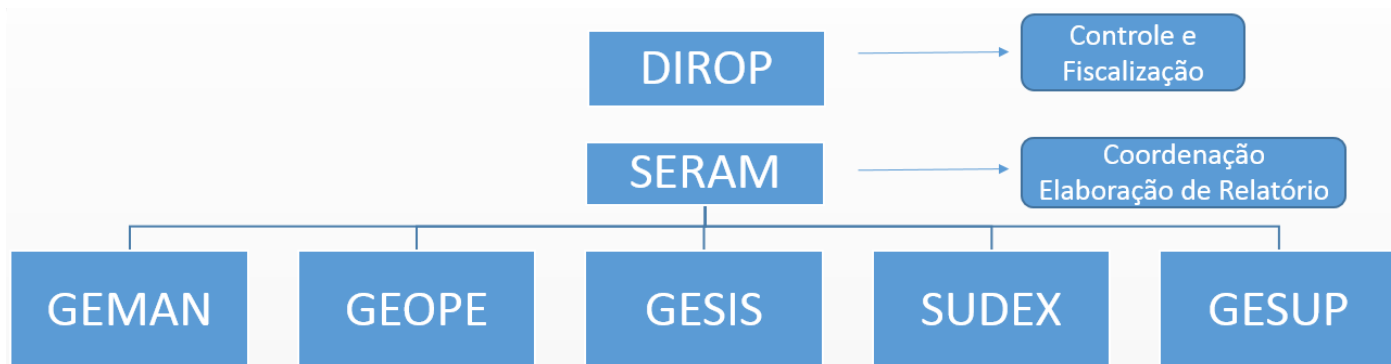 DIROP
Controle e
Fiscalização
SERAM
Coordenação
Elaboração de Relatório
GEMAN
GEOPE
GESIS
SUDEX
GESUP